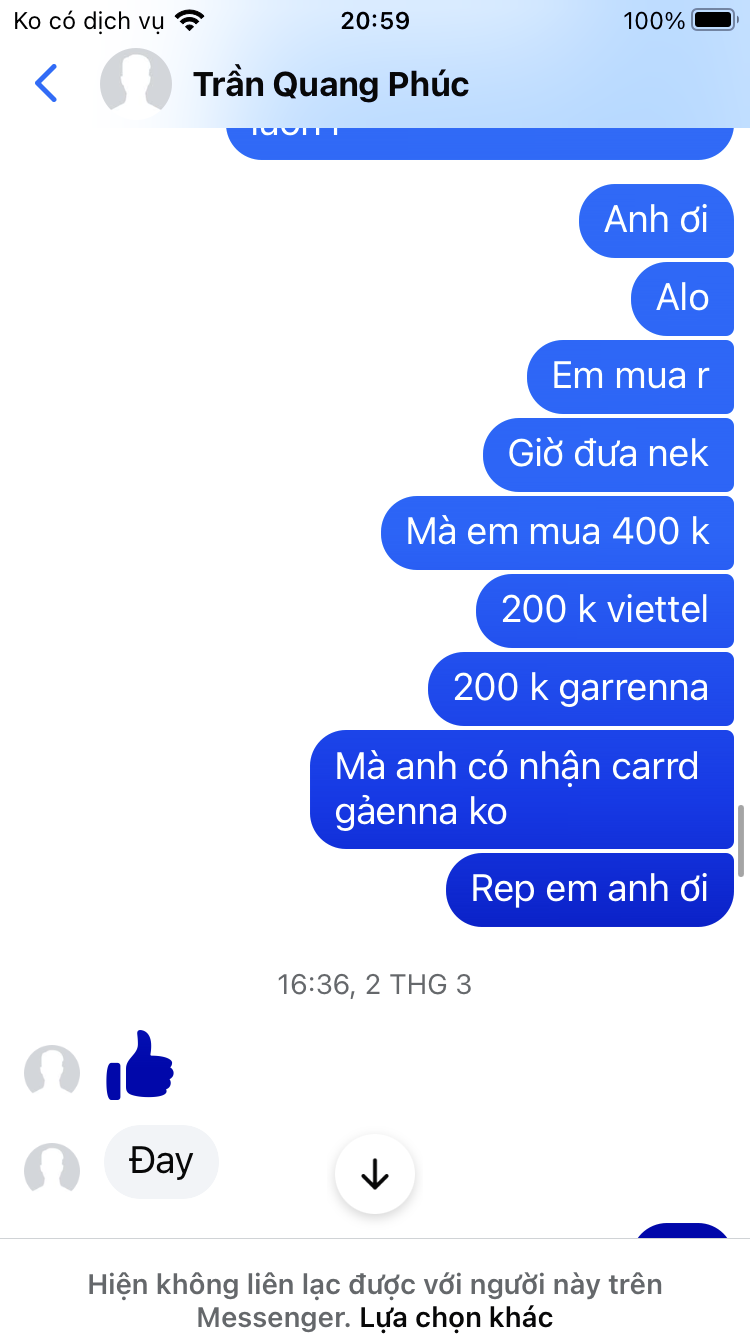 Ko có dịch vụ 20:59 100%
Trần Quang Phúc
Anh ơi
Alo
Em mua r
Giờ đưa nek
Mà em mua 400 k
200 k viettel
200 k garrenna
Mà anh có nhận carrd
gảenna ko
Rep em anh ơi
16:36, 2 THG 3
Đay
Hiện không liên lạc được với người này trên
Messenger. Lựa chọn khác